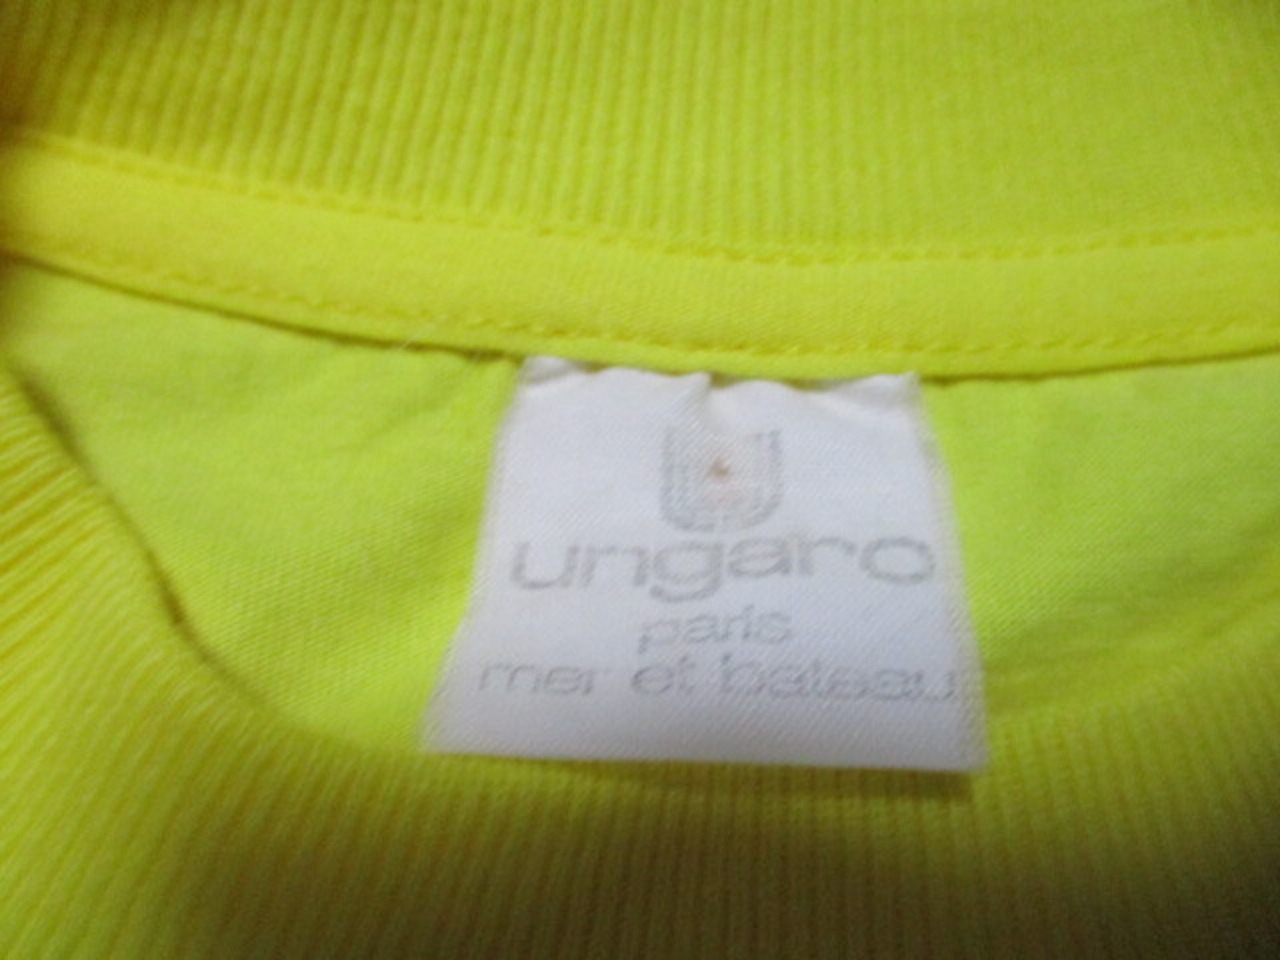 ungaro
paris
mer et bateau